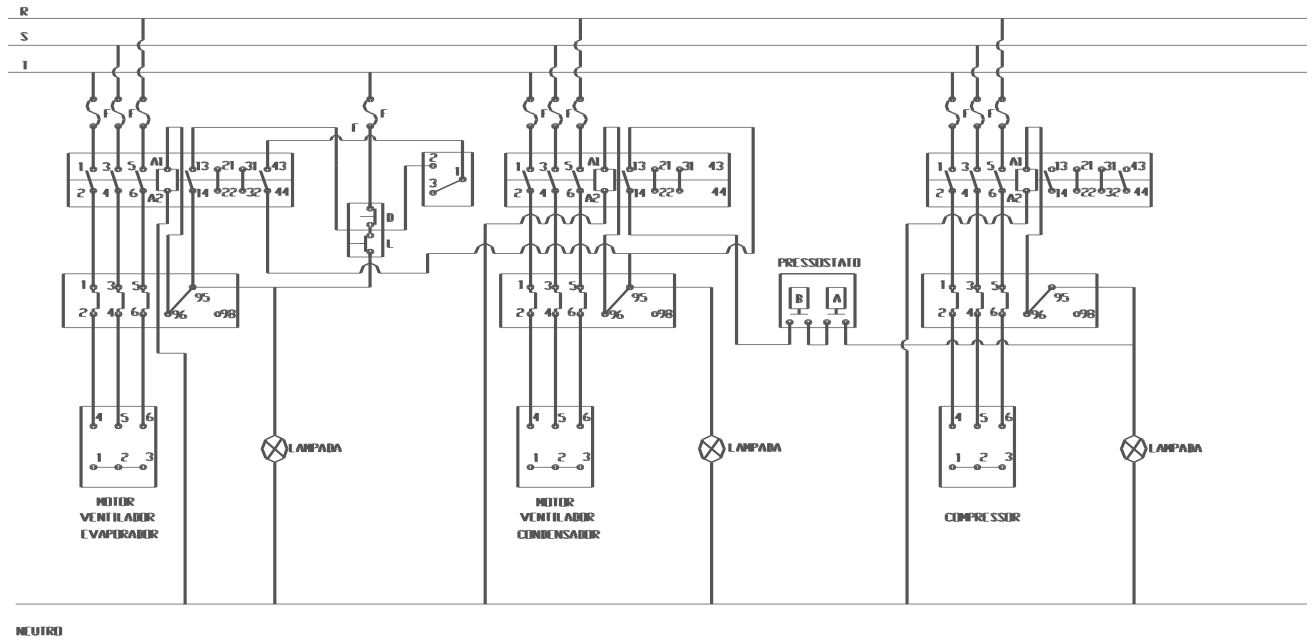 R
S
T
F F F F F F F
1 3 5 A1 13 21 31 43
2 4 6 A2 14 22 32 44
2 1
3
1 3 5 A1 13 21 31 43
2 4 6 A2 14 22 44
1 3 5 A1 13 21 31 43
2 4 6 A2 14 22 32 44
D
L
PRESSOSTATO
B A
1 3 5 95
2 4 6 96 98
1 3 5 95
2 4 6 96 98
1 3 5 95
2 4 6 96 98
4 5 6
1 2 3
LAMPADA
4 5 6
1 2 3
LAMPADA
4 5 6
1 2 3
LAMPADA
MOTOR
VENTILADOR
EVAPORADOR
MOTOR
VENTILADOR
CONDENSADOR
COMPRESSOR
NEUTRO